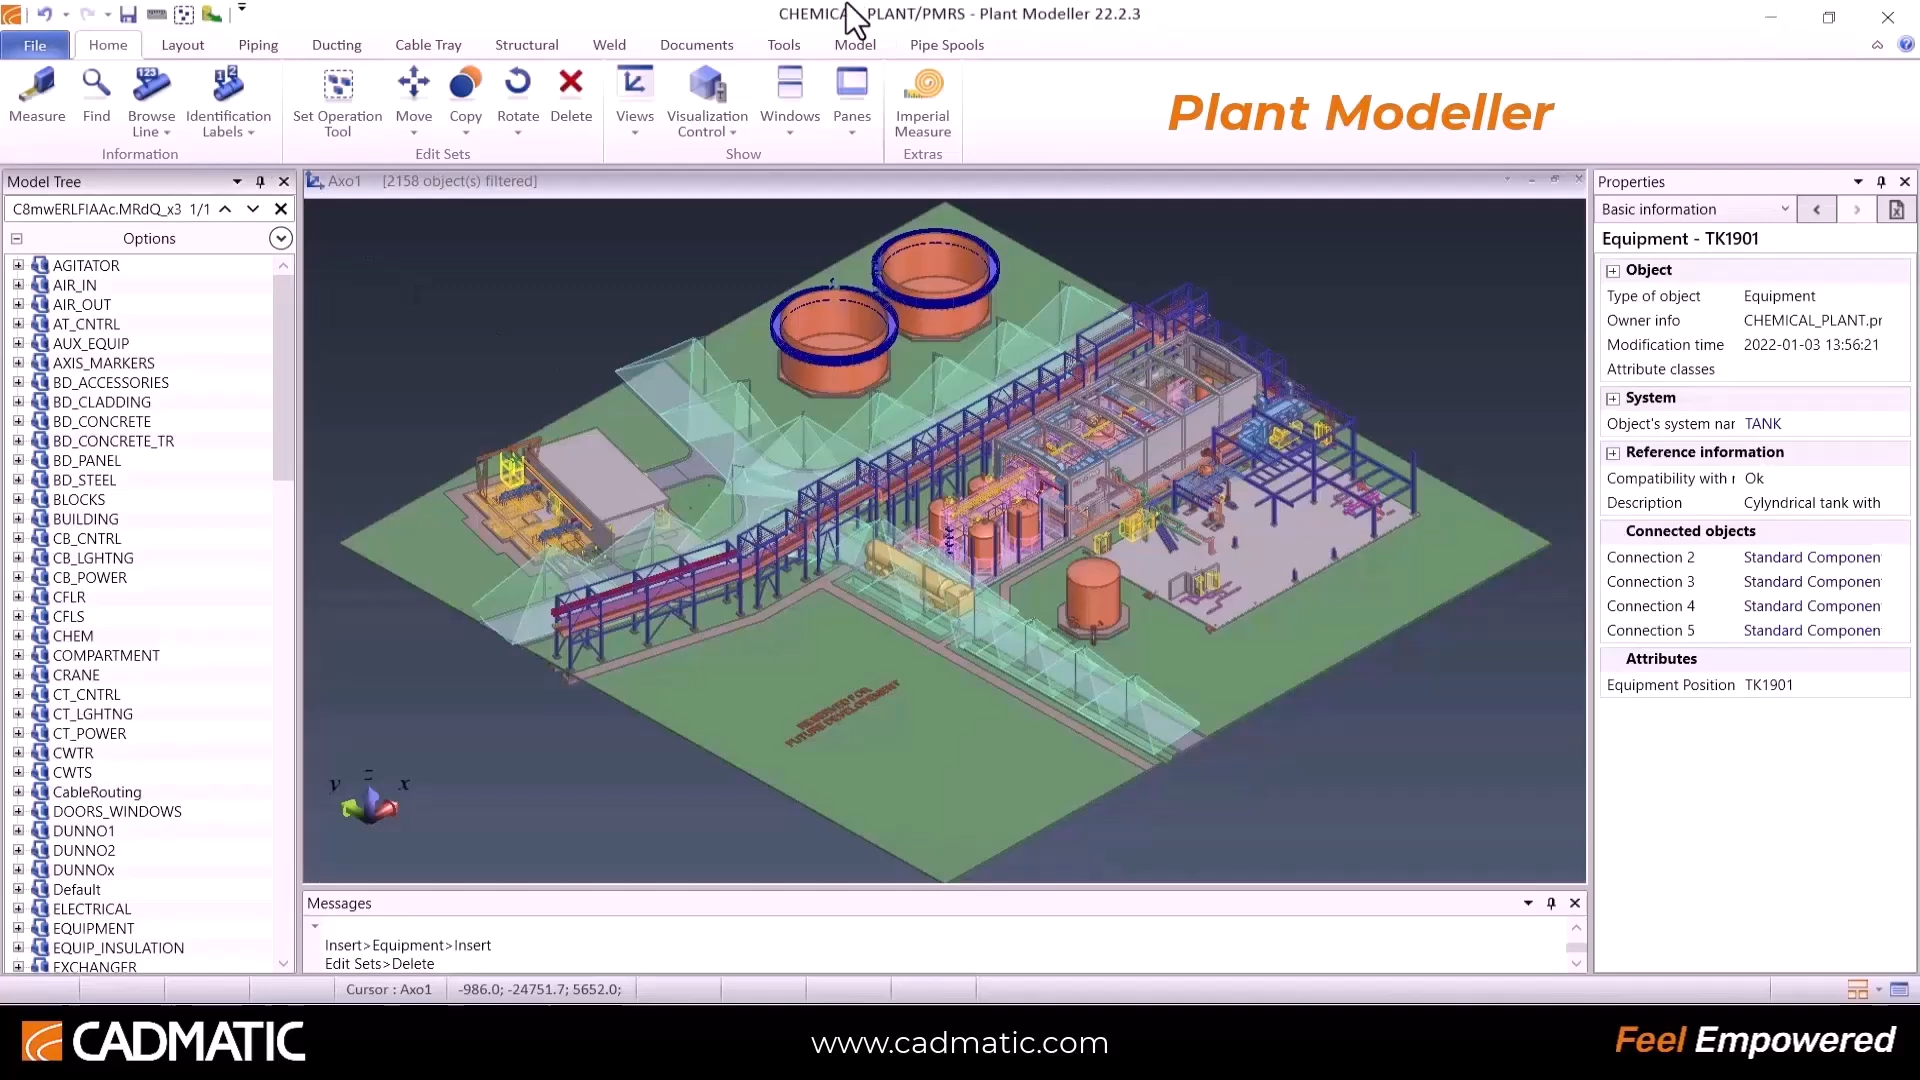 CHEMICAL_PLANT/PMRS - Plant Modeller 22.2.3
File Home Layout Piping Ducting Cable Tray Structural Weld Documents Tools Model Pipe Spools
Measure Find Browse Line Identification Labels Set Operation Tool Move Copy Rotate Delete Views Visualization Control Windows Panes Imperial Measure
Information Edit Sets Show Extras
Plant Modeller
Model Tree
C8mwERLFIAAc.MRdQ_x3 1/1
Options
AGITATOR
AIR_IN
AIR_OUT
AT_CNTRL
AUX_EQUIP
AXIS_MARKERS
BD_ACCESSORIES
BD_CLADDING
BD_CONCRETE
BD_CONCRETE_TR
BD_PANEL
BD_STEEL
BLOCKS
BUILDING
CB_CNTRL
CB_LGHTNG
CB_POWER
CFLR
CFLS
CHEM
COMPARTMENT
CRANE
CT_CNTRL
CT_LGHTNG
CT_POWER
CWTR
CWTS
CableRouting
DOORS_WINDOWS
DUNNO1
DUNNO2
DUNNOx
Default
ELECTRICAL
EQUIPMENT
EQUIP_INSULATION
EXCHANGER
Axo1 [2158 object(s) filtered]
RESERVED FOR
FUTURE DEVELOPEMENT
y z x
Messages
Insert>Equipment>Insert
Edit Sets>Delete
Properties
Basic information
Equipment - TK1901
Object
Type of object Equipment
Owner info CHEMICAL_PLANT.pr
Modification time 2022-01-03 13:56:21
Attribute classes
System
Object's system nar TANK
Reference information
Compatibility with r Ok
Description Cylyndrical tank with
Connected objects
Connection 2 Standard Componen
Connection 3 Standard Componen
Connection 4 Standard Componen
Connection 5 Standard Componen
Attributes
Equipment Position TK1901
Cursor : Axo1 -986.0; -24751.7; 5652.0;
CADMATIC
www.cadmatic.com
Feel Empowered